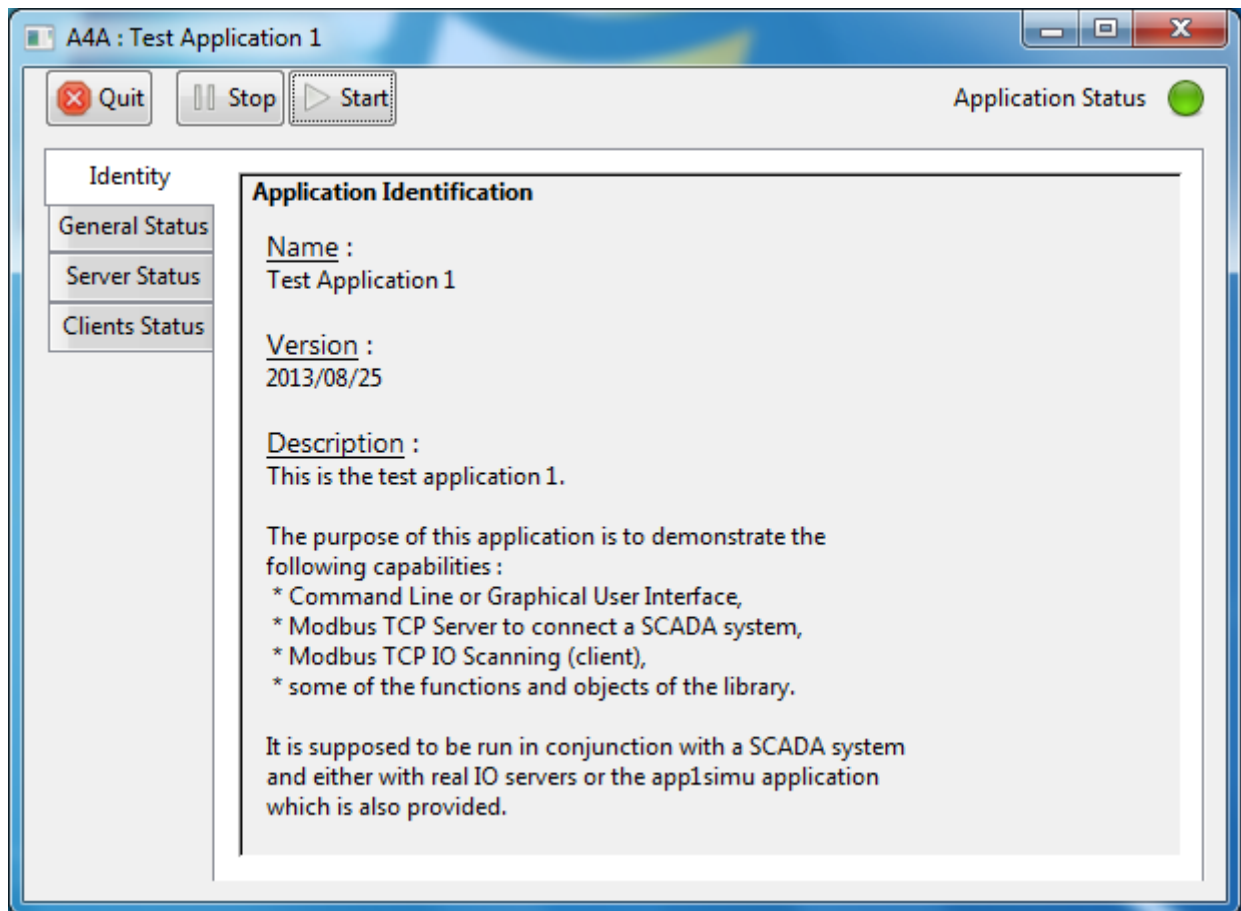 A4A : Test Application 1
Quit Stop Start Application Status
Identity
General Status
Server Status
Clients Status
Application Identification
Name :
Test Application 1
Version :
2013/08/25
Description :
This is the test application 1.
The purpose of this application is to demonstrate the
following capabilities :
* Command Line or Graphical User Interface,
* Modbus TCP Server to connect a SCADA system,
* Modbus TCP IO Scanning (client),
* some of the functions and objects of the library.
It is supposed to be run in conjunction with a SCADA system
and either with real IO servers or the app1simu application
which is also provided.